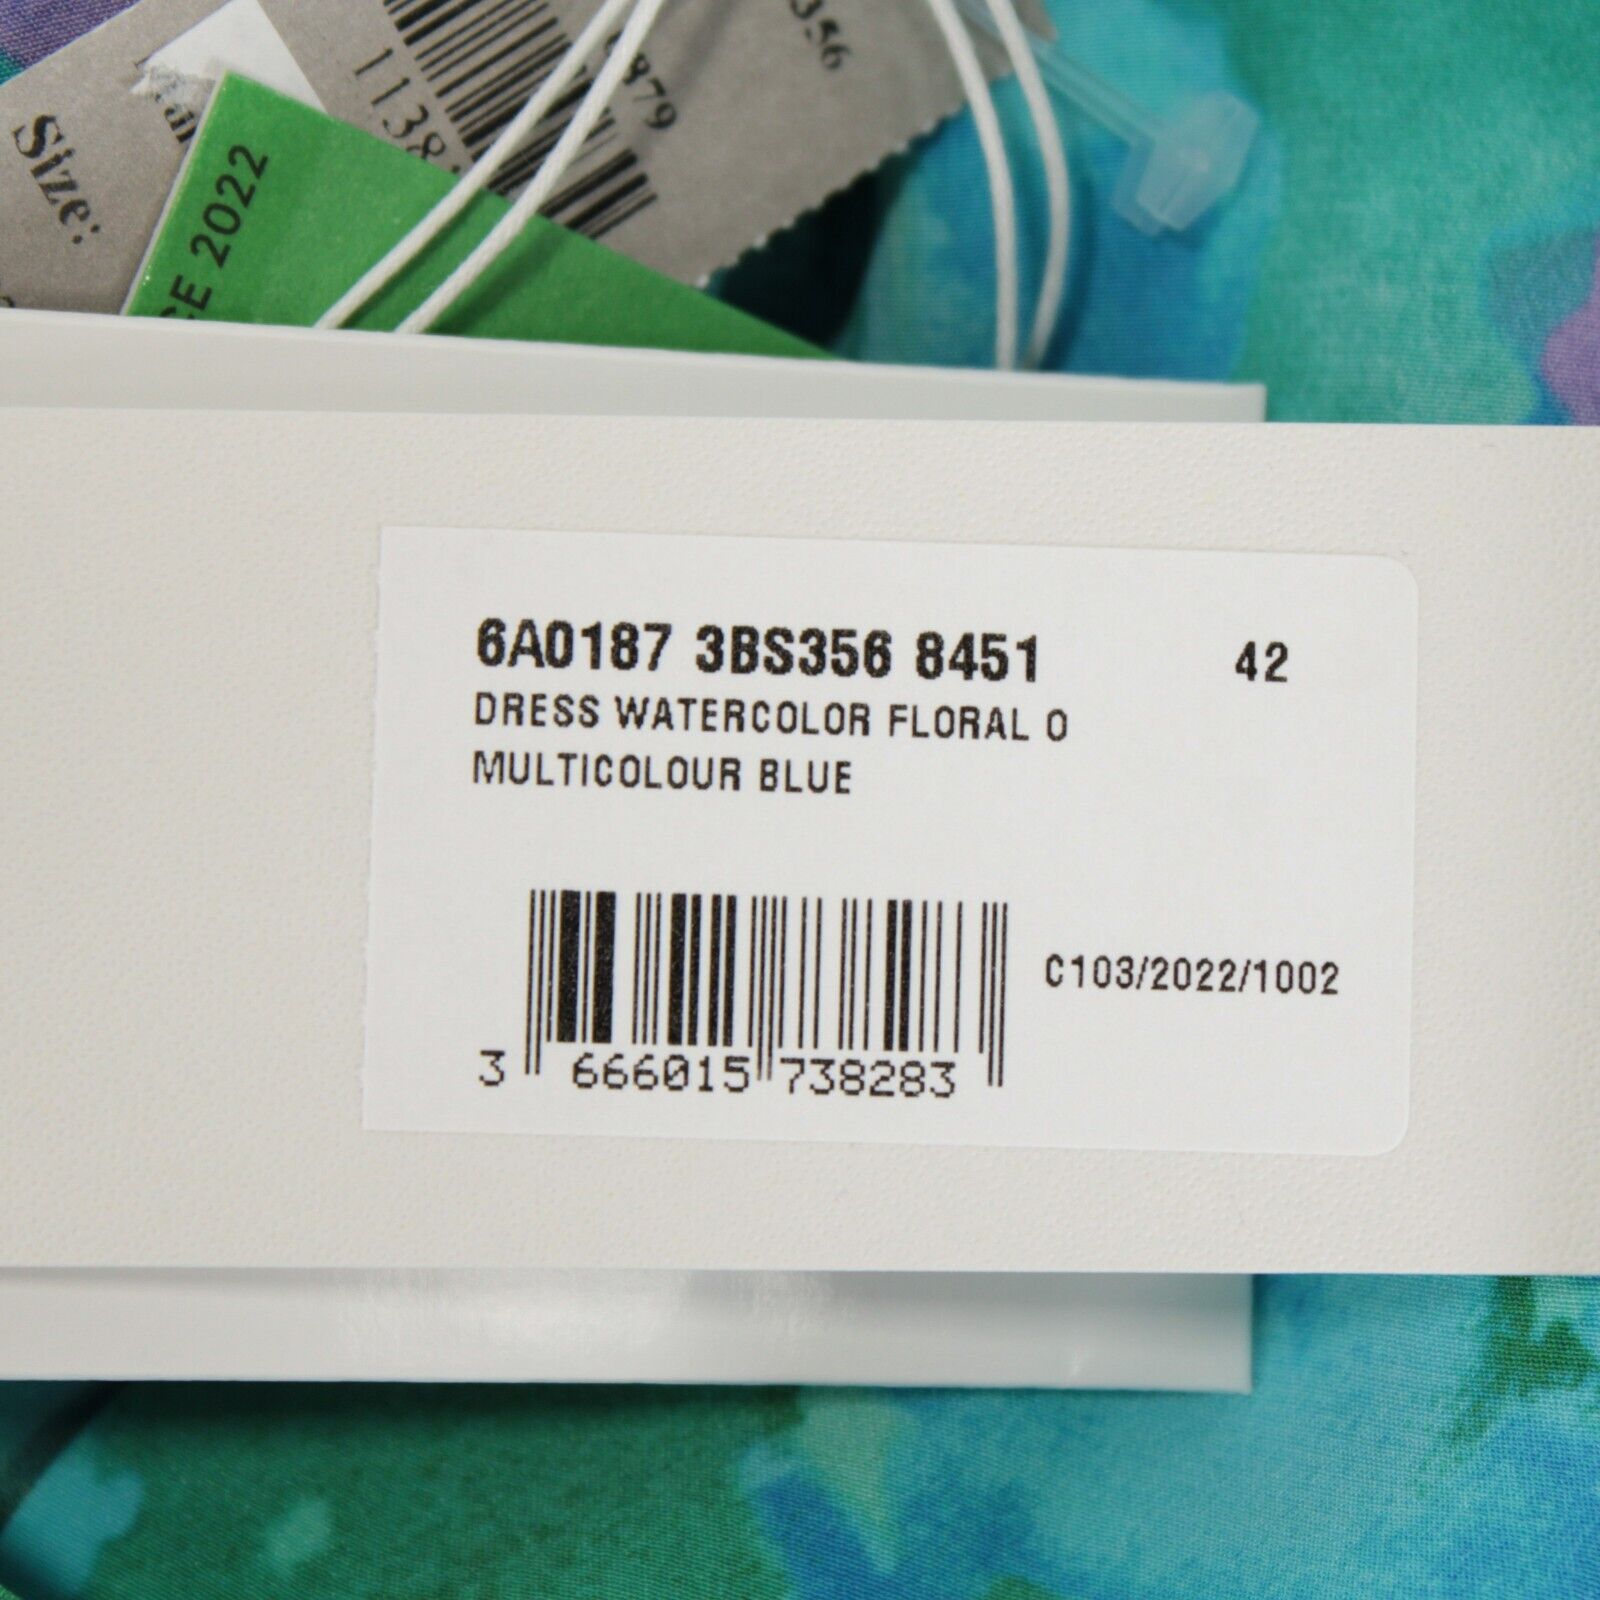 356
879
1138
Size:
CE 2022
6A0187 3BS356 8451 42
DRESS WATERCOLOR FLORAL O
MULTICOLOUR BLUE
C103/2022/1002
3 666015 738283